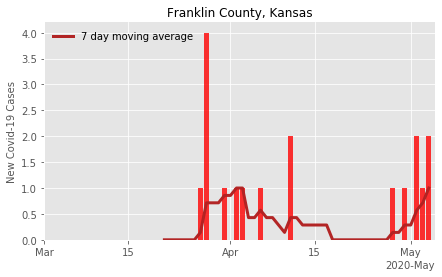 Franklin County, Kansas
7 day moving average
New Covid-19 Cases
4.0
3.5
3.0
2.5
2.0
1.5
1.0
0.5
0.0
Mar 15 Apr 15 May
2020-May